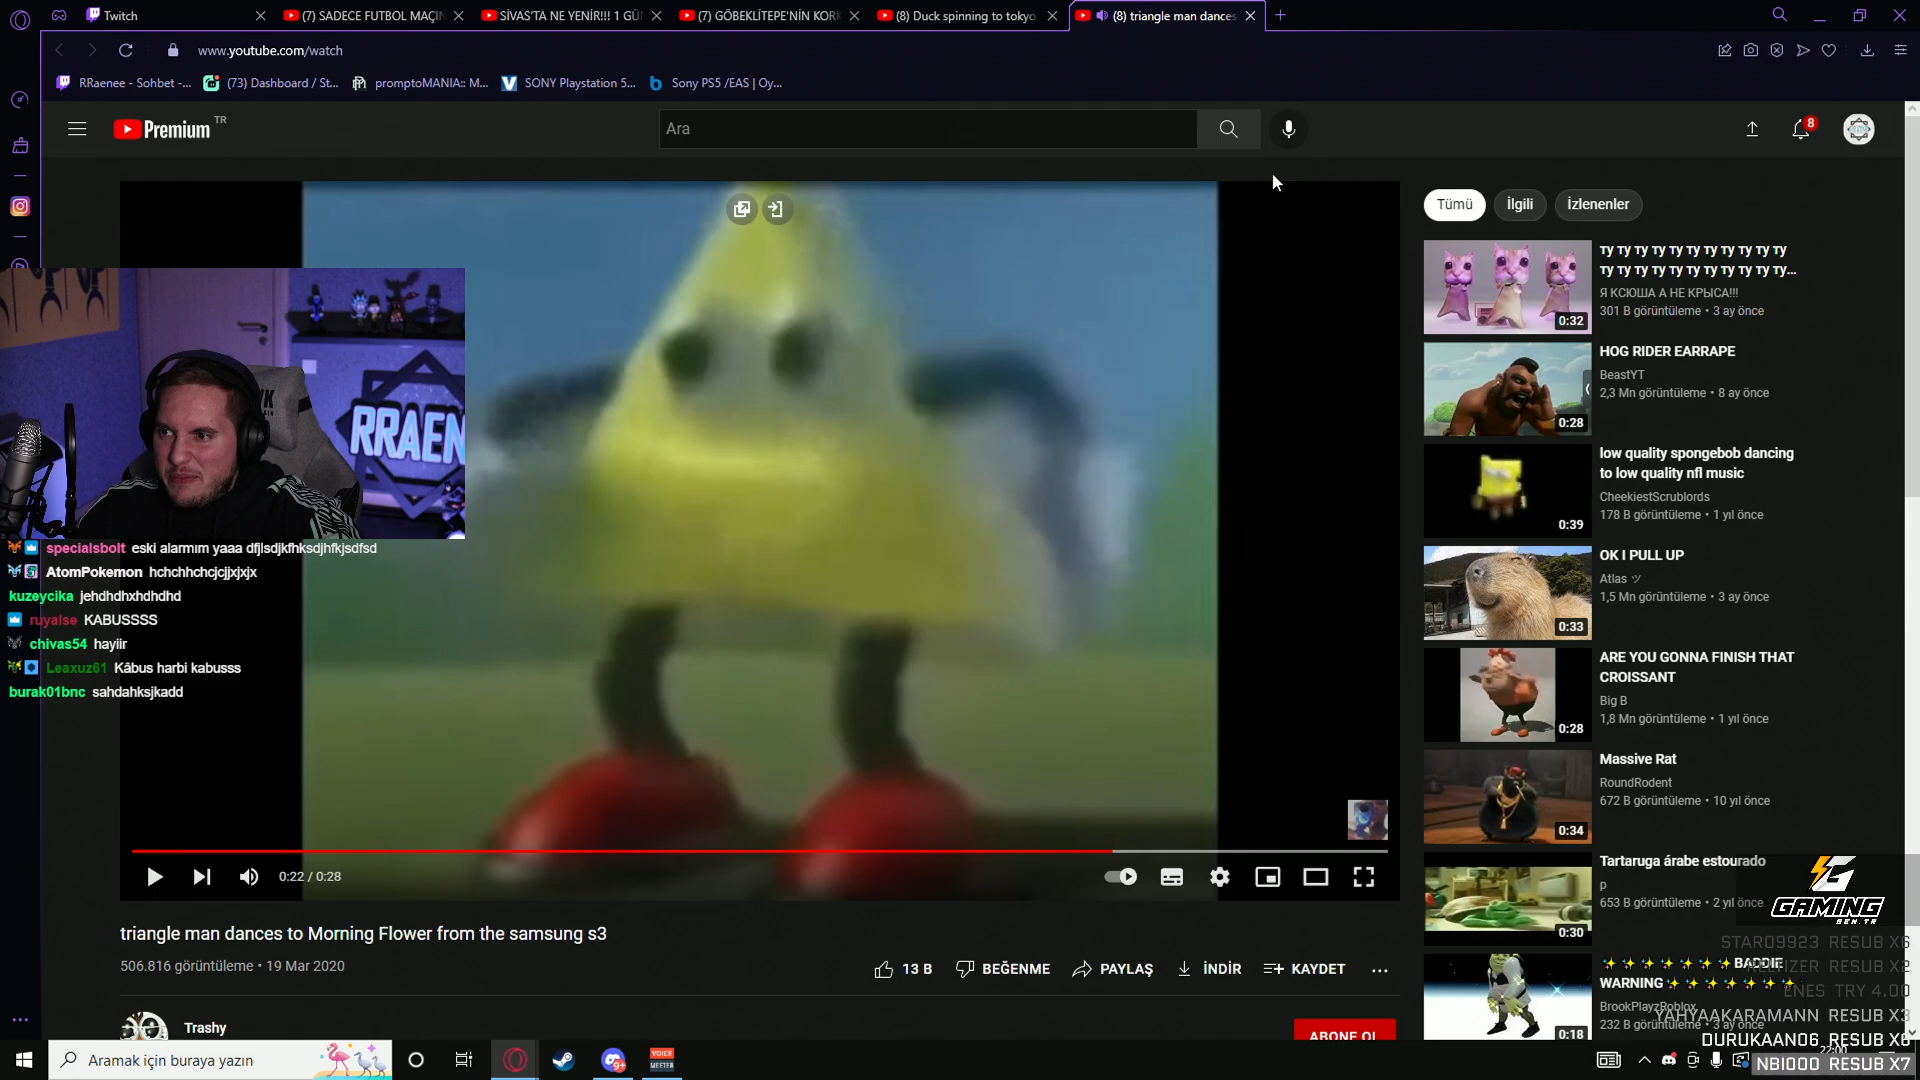 Twitch
(7) SADECE FUTBOL MAÇIN
SİVAS'TA NE YENİR!!! 1 GÜN
(7) GÖBEKLİTEPE'NİN KORK
(8) Duck spinning to tokyo
(8) triangle man dances
www.youtube.com/watch
RRaenee - Sohbet -...
(73) Dashboard / St...
promptoMANIA:: M...
SONY Playstation 5...
Sony PS5 /EAS | Oy...
Premium TR
Ara
8
Tümü
İlgili
İzlenenler
ту ту ту ту ту ту ту ту ту ту ту
ту ту ту ту ту ту ту ту ту ту ту...
Я КСЮША А НЕ КРЫСА!!!
301 B görüntüleme • 3 ay önce
0:32
HOG RIDER EARRAPE
BeastYT
2,3 Mn görüntüleme • 8 ay önce
0:28
low quality spongebob dancing
to low quality nfl music
CheekiestScrublords
178 B görüntüleme • 1 yıl önce
0:39
OK I PULL UP
Atlas ツ
1,5 Mn görüntüleme • 3 ay önce
0:33
ARE YOU GONNA FINISH THAT
CROISSANT
Big B
1,8 Mn görüntüleme • 1 yıl önce
0:28
Massive Rat
RoundRodent
672 B görüntüleme • 10 yıl önce
0:34
Tartaruga árabe estourado
p
653 B görüntüleme • 2 yıl önce
0:30
✨✨✨✨✨✨✨BADDIE
WARNING✨✨✨✨✨✨✨
BrookPlayzRoblox
232 B görüntüleme • 3 ay önce
0:18
RRAEN
specialsbolt eski alarmım yaaa dfjlsdjkfhksdjhfkjsdfsd
AtomPokemon hchchhchcjcjjxjxjx
kuzeycika jehdhdhxhdhdhd
ruyalse KABUSSSS
chivas54 hayiir
Leaxuz61 Kâbus harbi kabusss
burak01bnc sahdahksjkadd
0:22 / 0:28
triangle man dances to Morning Flower from the samsung s3
506.816 görüntüleme • 19 Mar 2020
13 B
BEĞENME
PAYLAŞ
İNDİR
KAYDET
Trashy
ABONE OL
GAMING
GEN.TR
STAR09923 RESUB X6
RESUB X2
ENES TRY 4.00
YAHYAAKARAMANN RESUB X3
DURUKAAN06 RESUB X6
NBI000 RESUB X7
Aramak için buraya yazın
9+
VOICE
MEETER
22:00